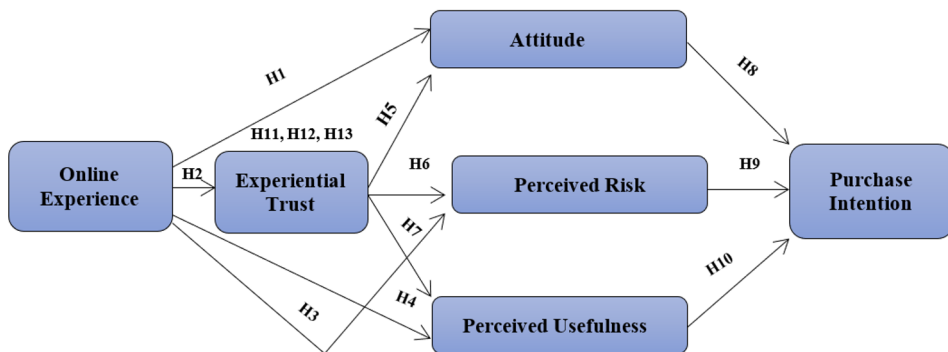 Attitude
H1
H8
H5
H11, H12, H13
Online
Experience
H2
Experiential
Trust
H6
Perceived Risk
H9
Purchase
Intention
H7
H10
H3
H4
Perceived Usefulness